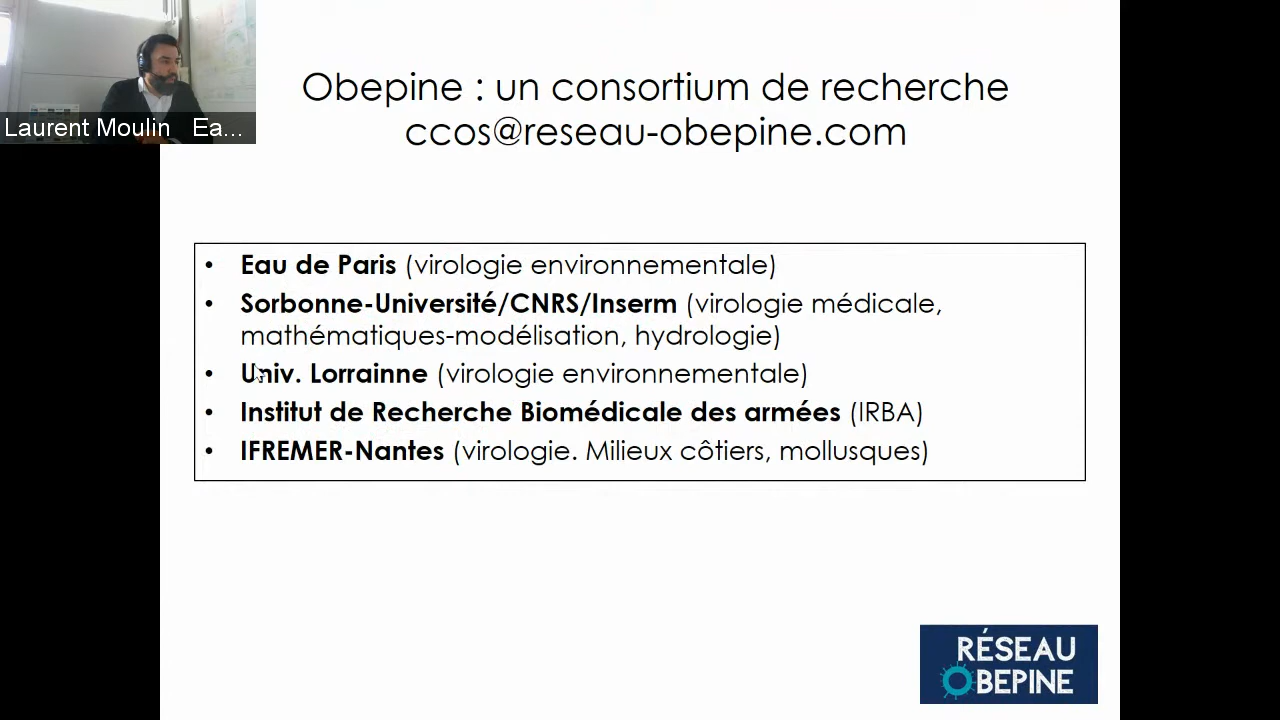 Laurent Moulin Ea...
Obepine : un consortium de recherche
ccos@reseau-obepine.com
• Eau de Paris (virologie environnementale)
• Sorbonne-Université/CNRS/Inserm (virologie médicale,
mathématiques-modélisation, hydrologie)
• Univ. Lorrainne (virologie environnementale)
• Institut de Recherche Biomédicale des armées (IRBA)
• IFREMER-Nantes (virologie. Milieux côtiers, mollusques)
RÉSEAU
OBEPINE